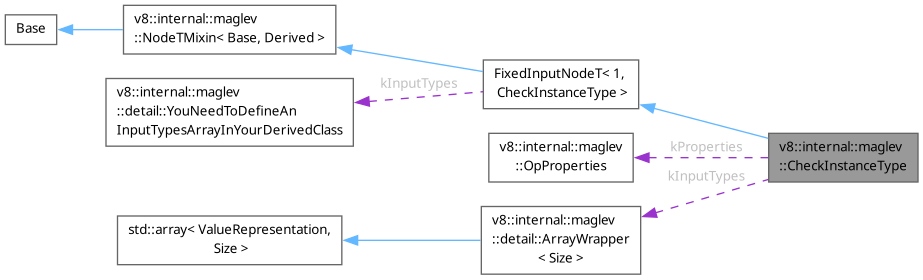 Base
v8::internal::maglev
::NodeTMixin< Base, Derived >
v8::internal::maglev
::detail::YouNeedToDefineAn
InputTypesArrayInYourDerivedClass
kInputTypes
FixedInputNodeT< 1,
CheckInstanceType >
v8::internal::maglev
::OpProperties
kProperties
kInputTypes
v8::internal::maglev
::CheckInstanceType
std::array< ValueRepresentation,
Size >
v8::internal::maglev
::detail::ArrayWrapper
< Size >